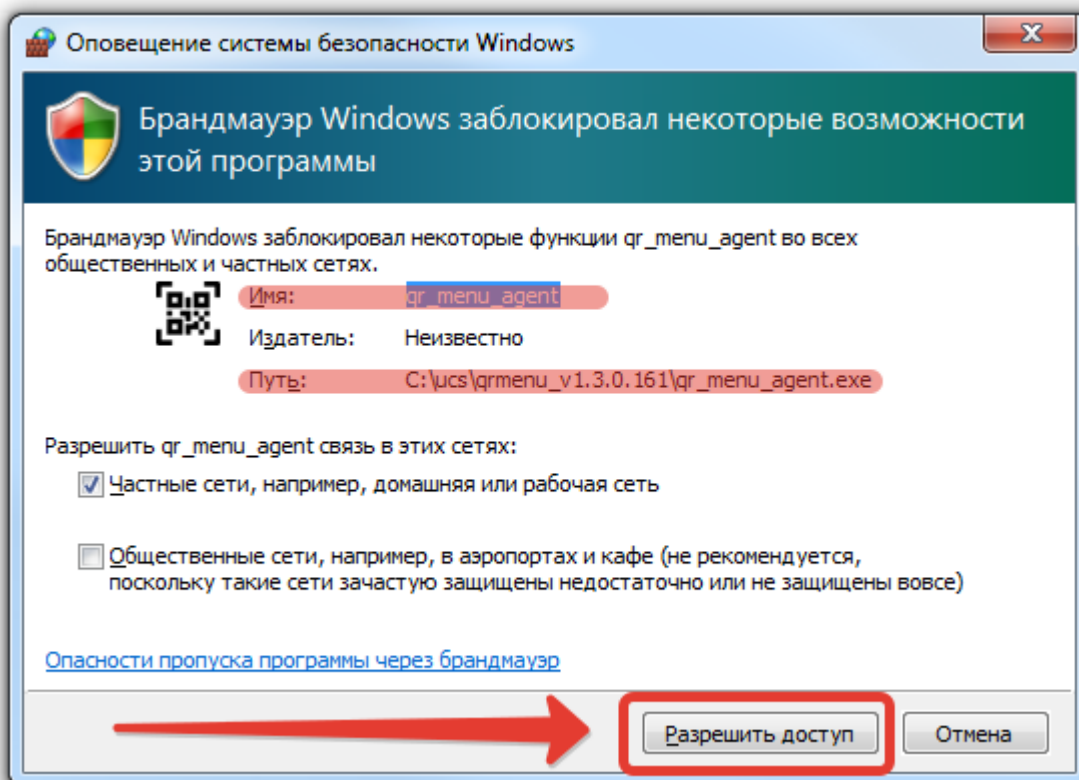 Оповещение системы безопасности Windows
Брандмауэр Windows заблокировал некоторые возможности
этой программы
Брандмауэр Windows заблокировал некоторые функции qr_menu_agent во всех
общественных и частных сетях.
Имя: qr_menu_agent
Издатель: Неизвестно
Путь: C:\ucs\qrmenu_v1.3.0.161\qr_menu_agent.exe
Разрешить qr_menu_agent связь в этих сетях:
Частные сети, например, домашняя или рабочая сеть
Общественные сети, например, в аэропортах и кафе (не рекомендуется,
поскольку такие сети зачастую защищены недостаточно или не защищены вовсе)
Опасности пропуска программы через брандмауэр
Разрешить доступ Отмена